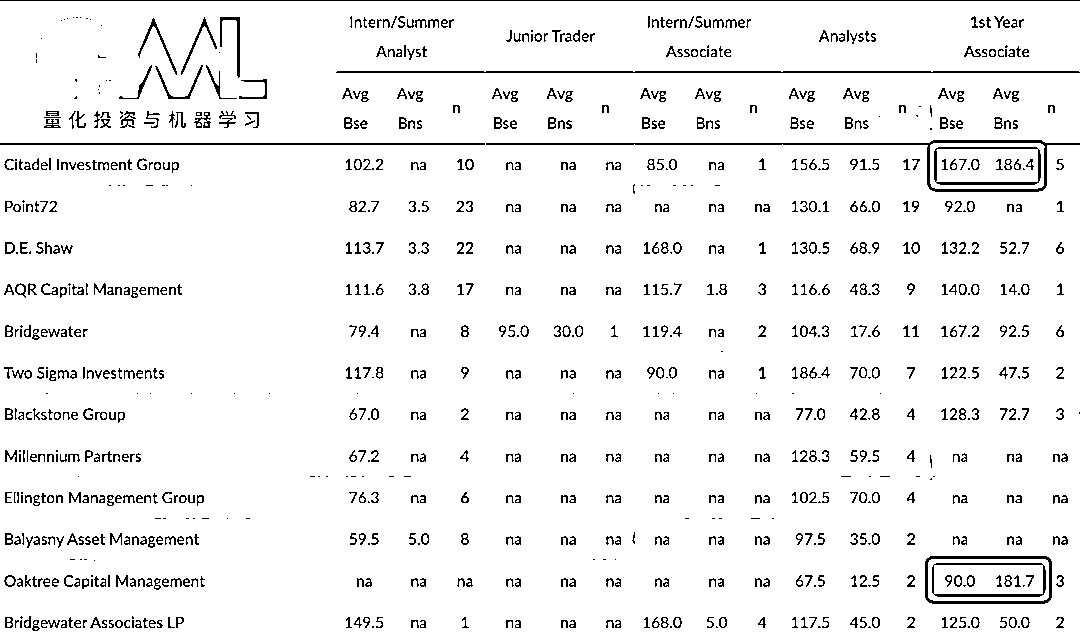 Intern/Summer Intern/Summer 1st Year
Junior Trader Analysts
Analyst Associate Associate
Avg Avg Avg Avg Avg Avg Avg Avg Avg Avg
n n n n n
量化投资与机器学习 Bse Bns Bse Bns Bse Bns Bse Bns Bse Bns
Citadel Investment Group 102.2 na 10 na na na 85.0 na 1 156.5 91.5 17 167.0 186.4 5
Point72 82.7 3.5 23 na na na na na na 130.1 66.0 19 92.0 na 1
D.E. Shaw 113.7 3.3 22 na na na 168.0 na 1 130.5 68.9 10 132.2 52.7 6
AQR Capital Management 111.6 3.8 17 na na na 115.7 1.8 3 116.6 48.3 9 140.0 14.0 1
Bridgewater 79.4 na 8 95.0 30.0 1 119.4 na 2 104.3 17.6 11 167.2 92.5 6
Two Sigma Investments 117.8 na 9 na na na 90.0 na 1 186.4 70.0 7 122.5 47.5 2
Blackstone Group 67.0 na 2 na na na na na na 77.0 42.8 4 128.3 72.7 3
Millennium Partners 67.2 na 4 na na na na na na 128.3 59.5 4 na na na
Ellington Management Group 76.3 na 6 na na na na na na 102.5 70.0 4 na na na
Balyasny Asset Management 59.5 5.0 8 na na na na na na 97.5 35.0 2 na na na
Oaktree Capital Management na na na na na na na na na 67.5 12.5 2 90.0 181.7 3
Bridgewater Associates LP 149.5 na 1 na na na 168.0 5.0 4 117.5 45.0 2 125.0 50.0 2